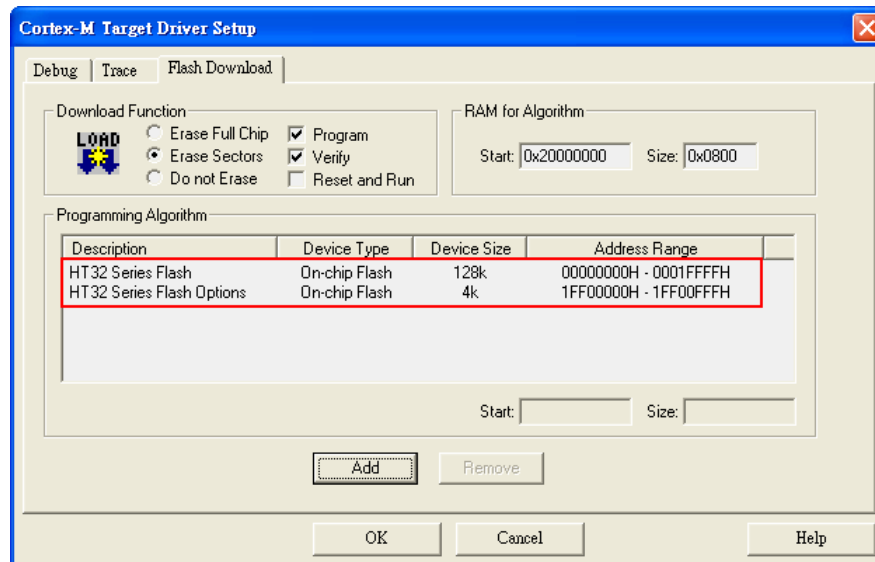 Cortex-M Target Driver Setup
Debug Trace Flash Download
Download Function
LOAD
Erase Full Chip
Erase Sectors
Do not Erase
Program
Verify
Reset and Run
RAM for Algorithm
Start: 0x20000000 Size: 0x0800
Programming Algorithm
Description Device Type Device Size Address Range
HT32 Series Flash On-chip Flash 128k 00000000H - 0001FFFFH
HT32 Series Flash Options On-chip Flash 4k 1FF00000H - 1FF00FFFH
Start: Size:
Add Remove
OK Cancel Help